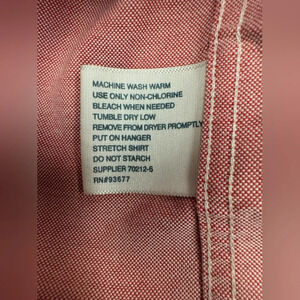 MACHINE WASH WARM
USE ONLY NON-CHLORINE
BLEACH WHEN NEEDED
TUMBLE DRY LOW
REMOVE FROM DRYER PROMPTLY
PUT ON HANGER
STRETCH SHIRT
DO NOT STARCH
SUPPLIER 70212-6
RN#93677